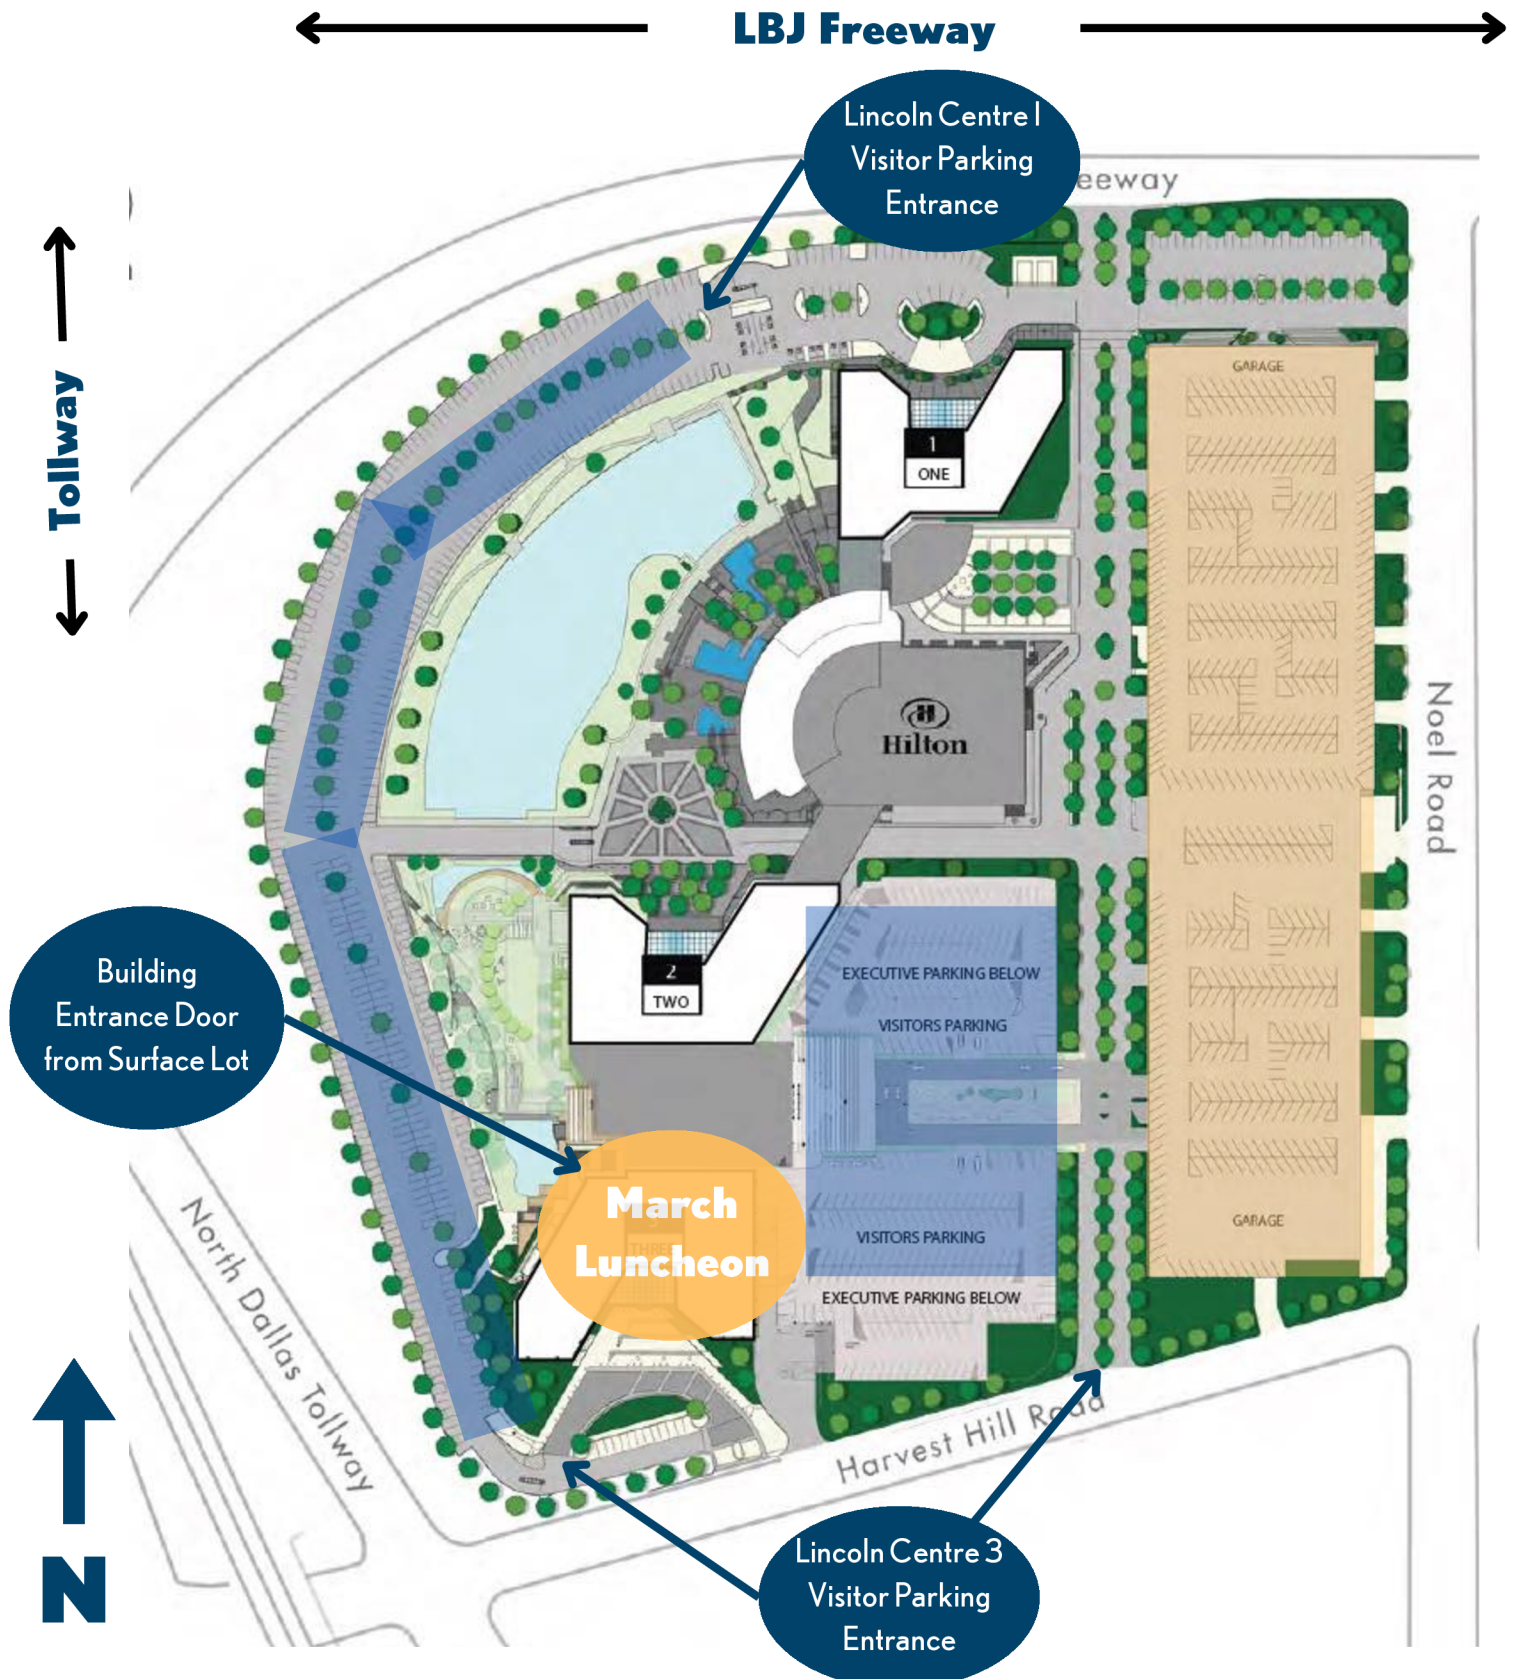 LBJ Freeway
Lincoln Centre 1
Visitor Parking
Entrance
eeway
Tollway
GARAGE
1
ONE
Hilton
Noel Road
2
TWO
EXECUTIVE PARKING BELOW
VISITORS PARKING
Building
Entrance Door
from Surface Lot
March
Luncheon
THREE
VISITORS PARKING
EXECUTIVE PARKING BELOW
GARAGE
North Dallas Tollway
Harvest Hill Road
N
Lincoln Centre 3
Visitor Parking
Entrance